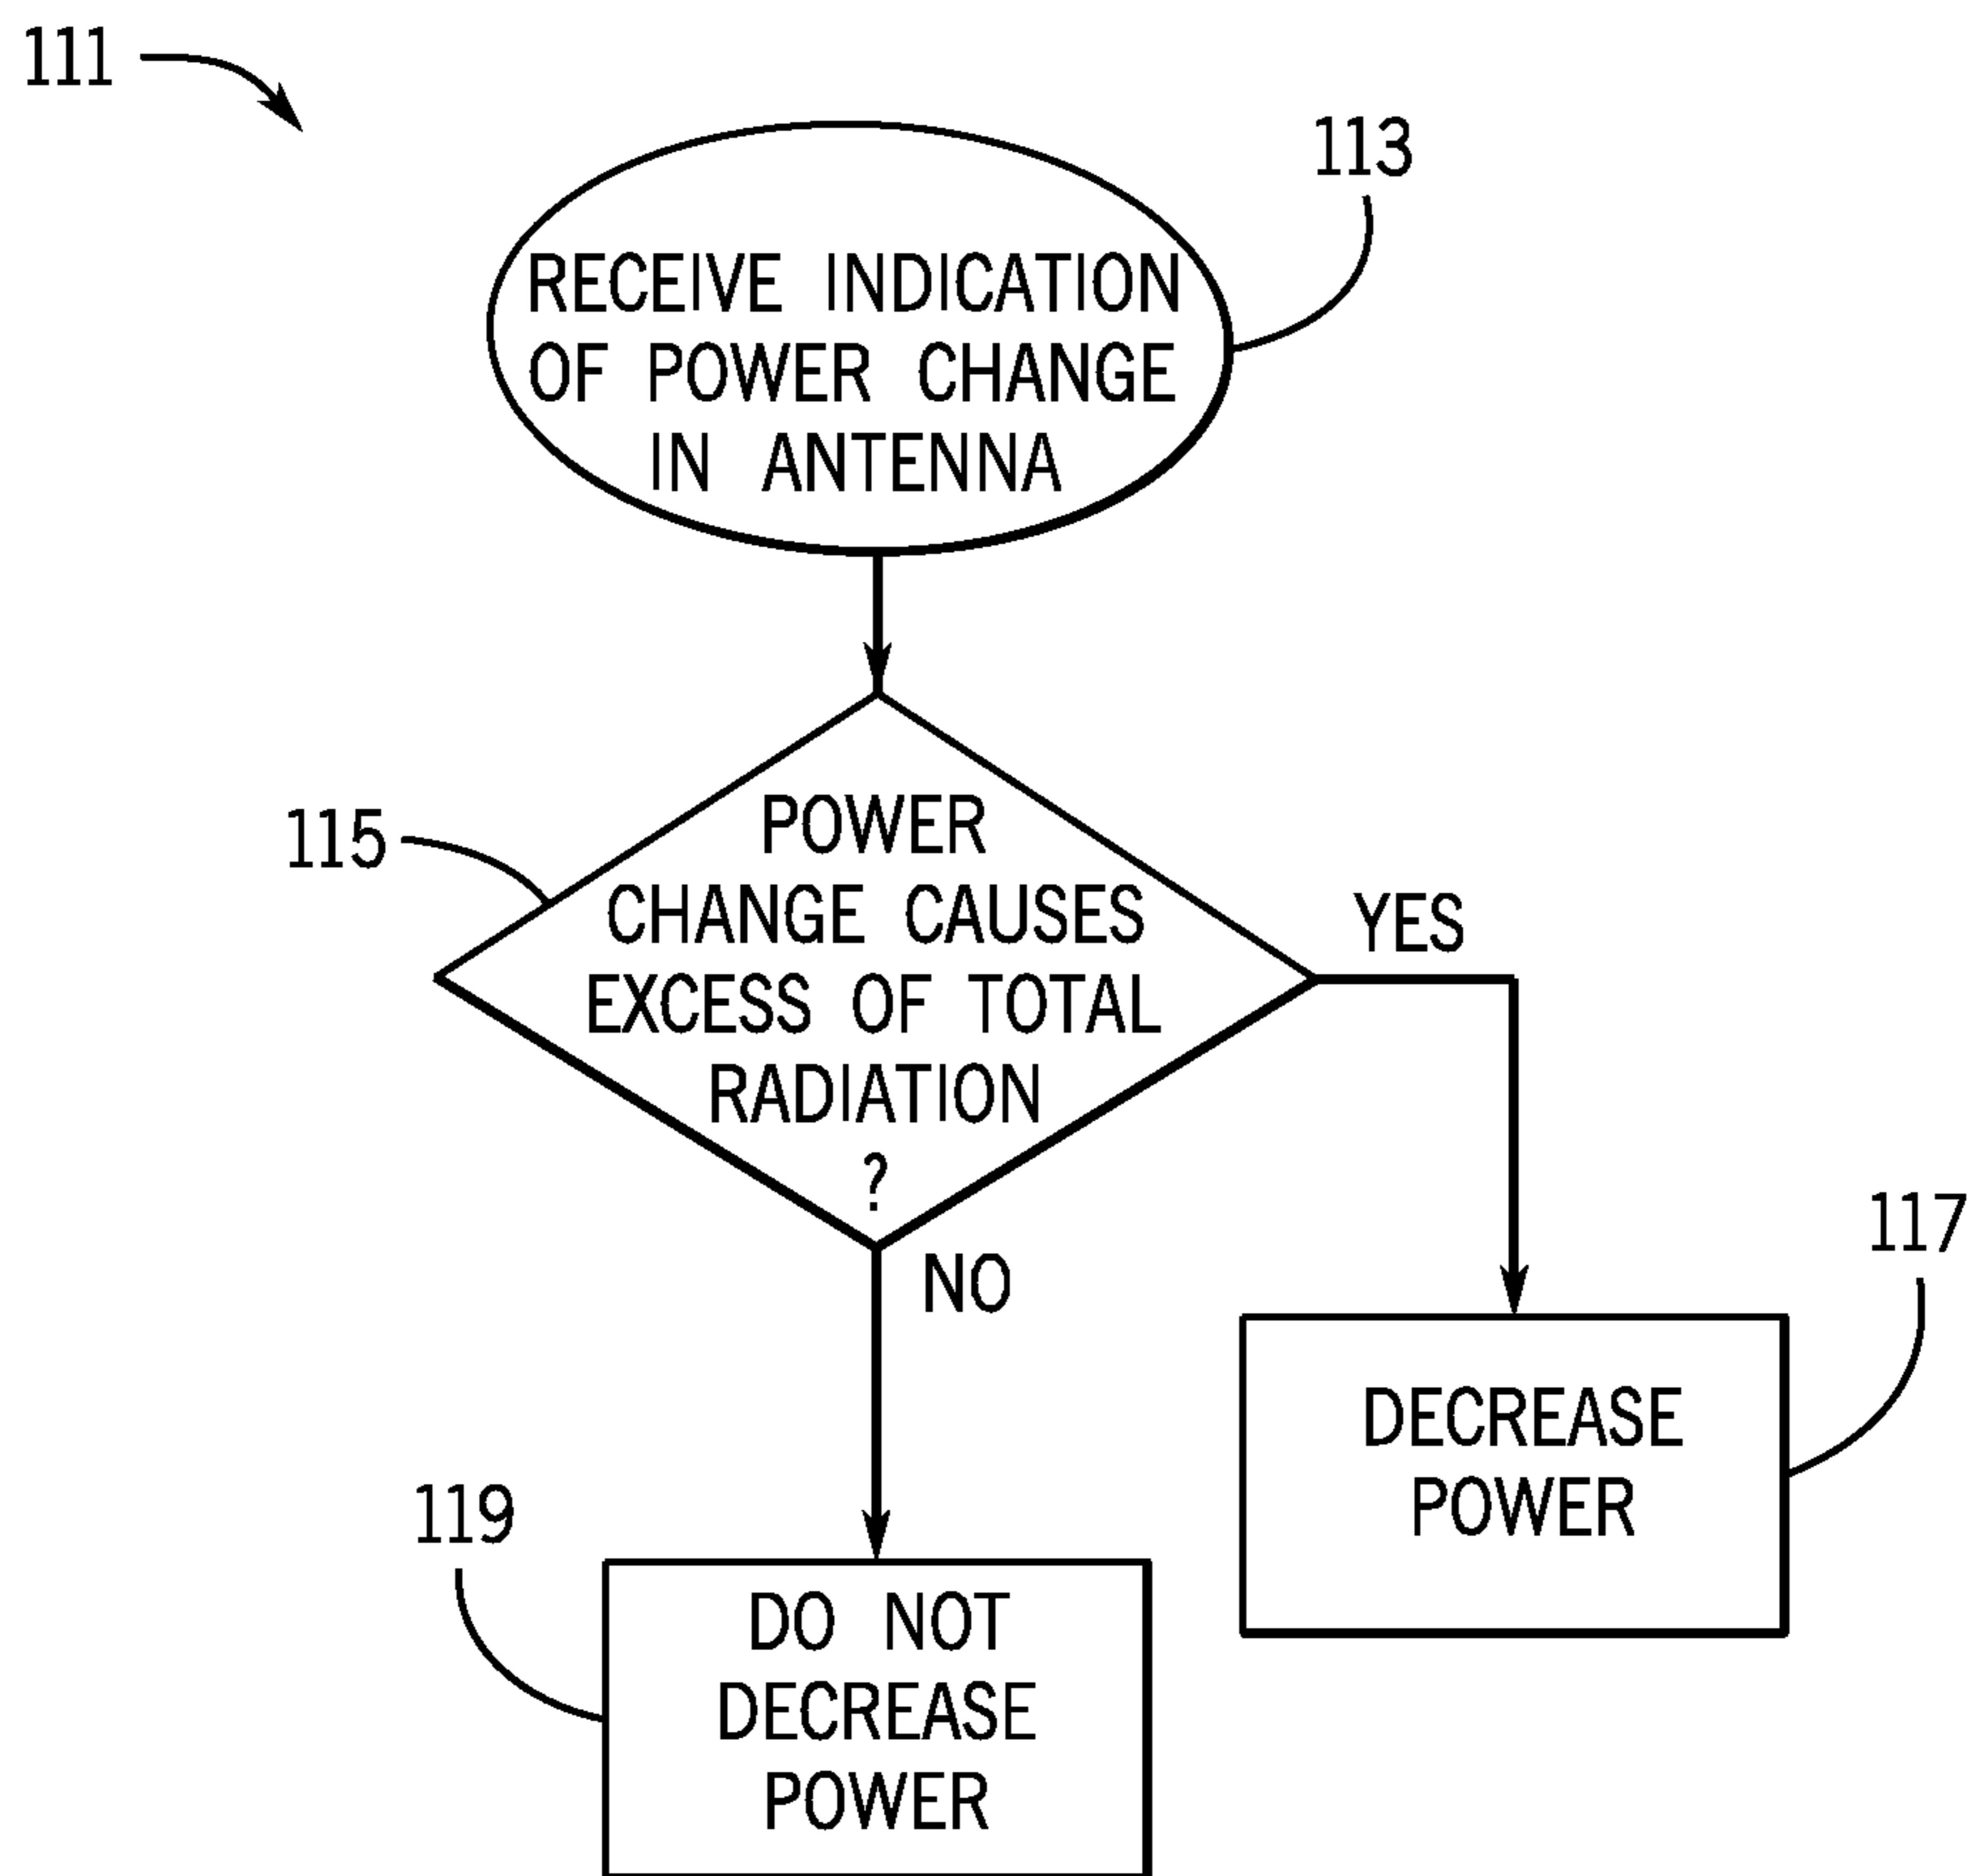 111
113
RECEIVE INDICATION
OF POWER CHANGE
IN ANTENNA
115
POWER
CHANGE CAUSES
EXCESS OF TOTAL
RADIATION
?
YES
NO
117
DECREASE
POWER
119
DO NOT
DECREASE
POWER